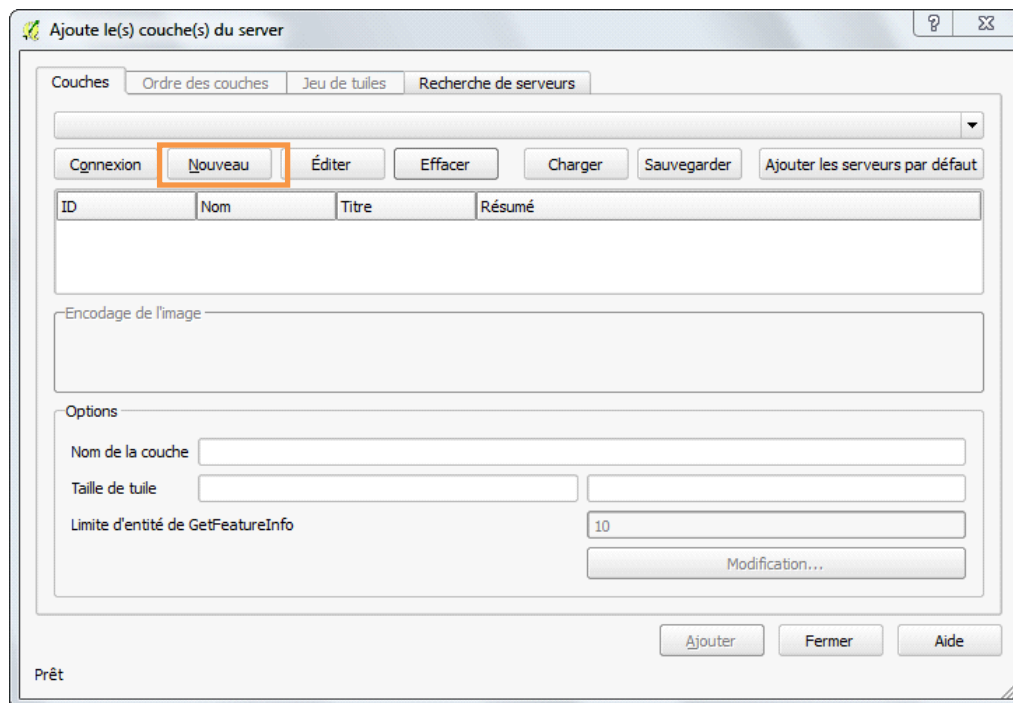 Ajoute le(s) couche(s) du server
Couches Ordre des couches Jeu de tuiles Recherche de serveurs
Connexion Nouveau Éditer Effacer Charger Sauvegarder Ajouter les serveurs par défaut
ID Nom Titre Résumé
Encodage de l'image
Options
Nom de la couche
Taille de tuile
Limite d'entité de GetFeatureInfo 10
Modification...
Ajouter Fermer Aide
Prêt